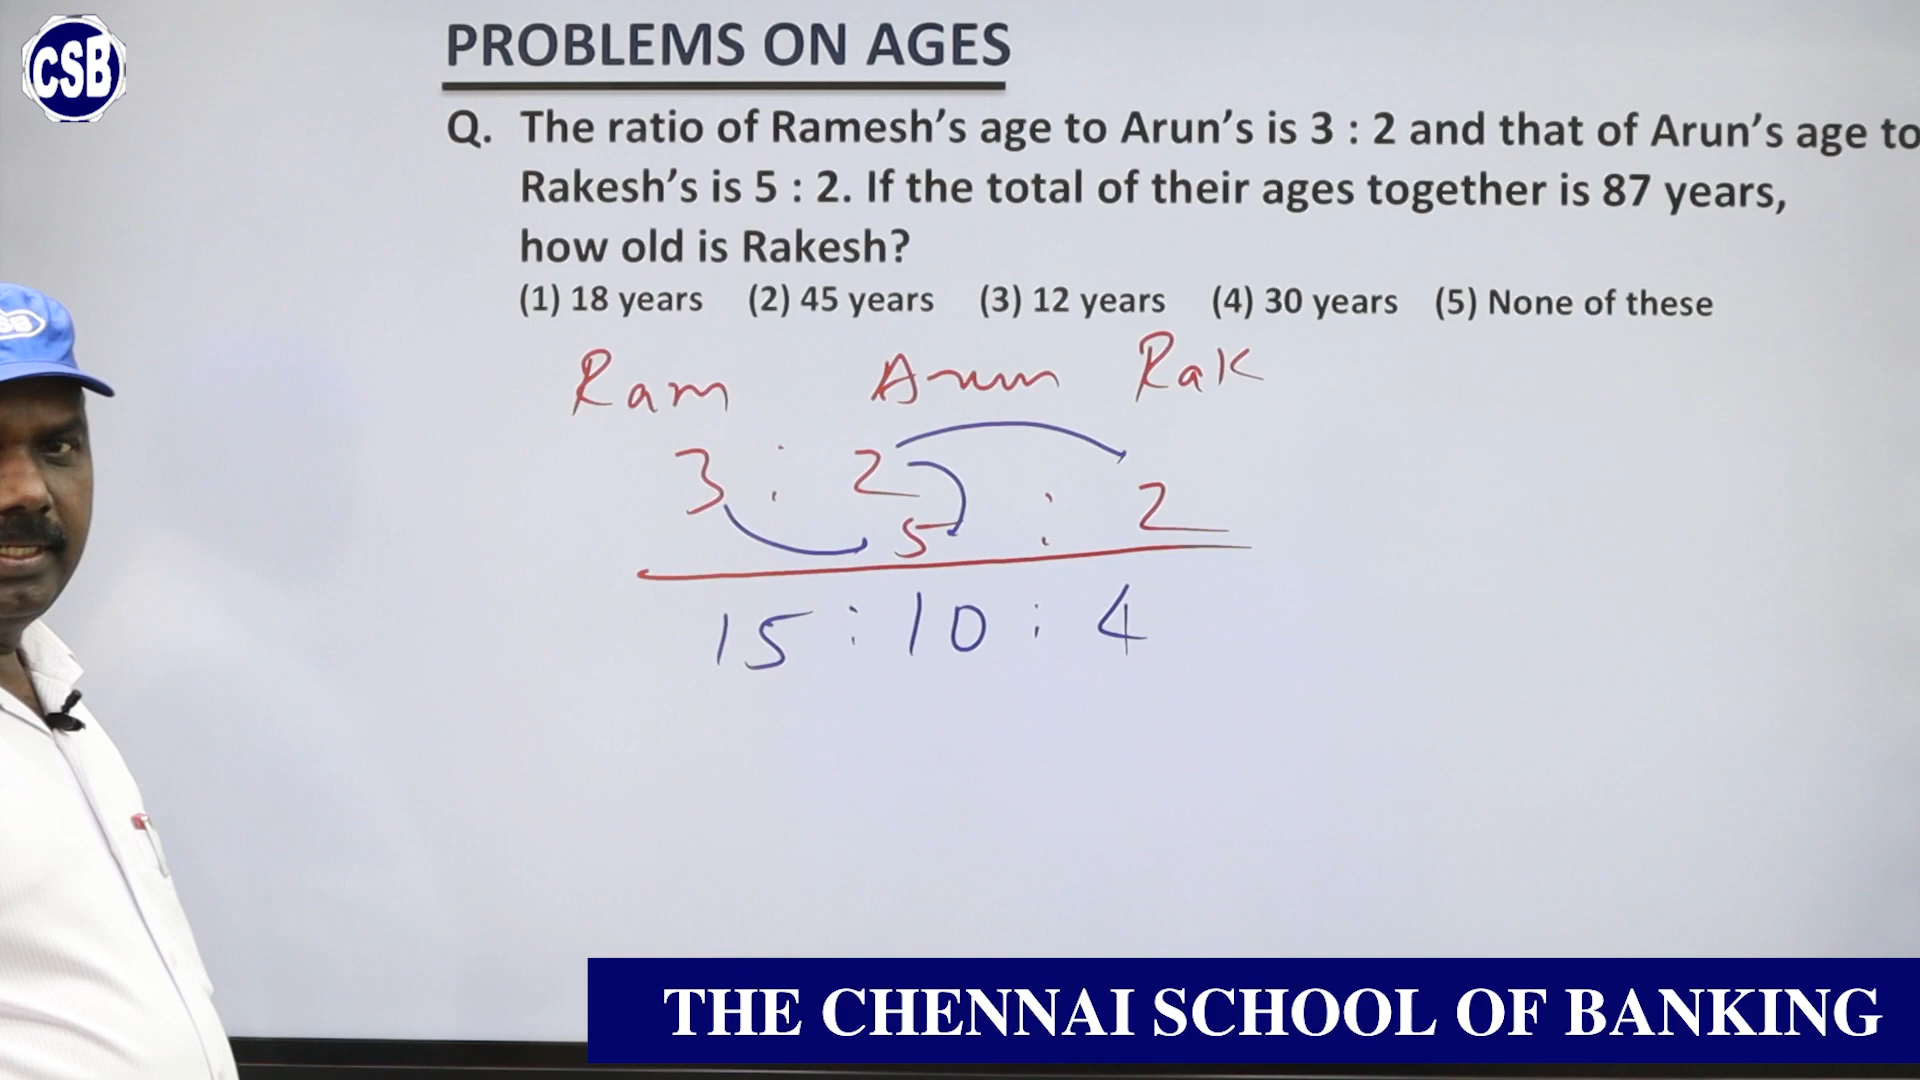 CSB
PROBLEMS ON AGES
Q. The ratio of Ramesh's age to Arun's is 3 : 2 and that of Arun's age to
Rakesh's is 5 : 2. If the total of their ages together is 87 years,
how old is Rakesh?
(1) 18 years (2) 45 years (3) 12 years (4) 30 years (5) None of these
Ram Arun Rak
3 : 2
5 : 2
15 : 10 : 4
THE CHENNAI SCHOOL OF BANKING